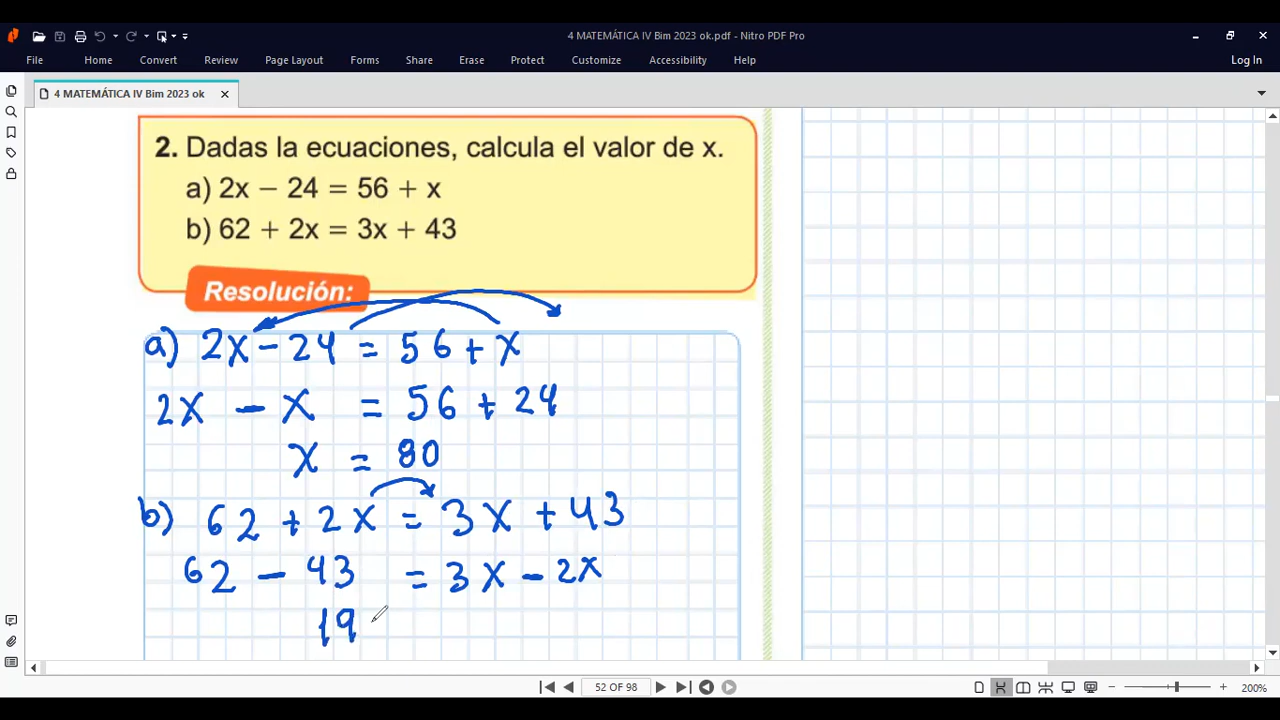 4 MATEMÁTICA IV Bim 2023 ok.pdf - Nitro PDF Pro
File Home Convert Review Page Layout Forms Share Erase Protect Customize Accessibility Help Log In
4 MATEMÁTICA IV Bim 2023 ok
2. Dadas la ecuaciones, calcula el valor de x.
a) 2x − 24 = 56 + x
b) 62 + 2x = 3x + 43
Resolución:
a) 2x - 24 = 56 + x
2x - x = 56 + 24
x = 80
b) 62 + 2x = 3x + 43
62 - 43 = 3x - 2x
19
52 OF 98
200%